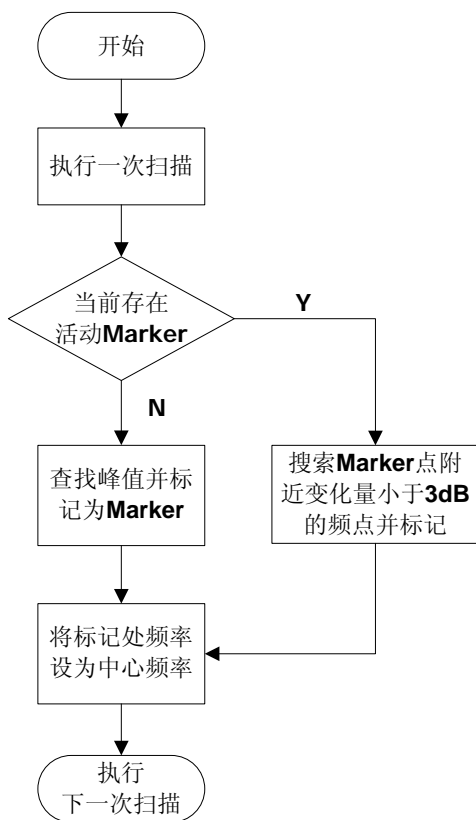 开始
执行一次扫描
当前存在
活动Marker
Y
N
查找峰值并标
记为Marker
搜索Marker点附
近变化量小于3dB
的频点并标记
将标记处频率
设为中心频率
执行
下一次扫描